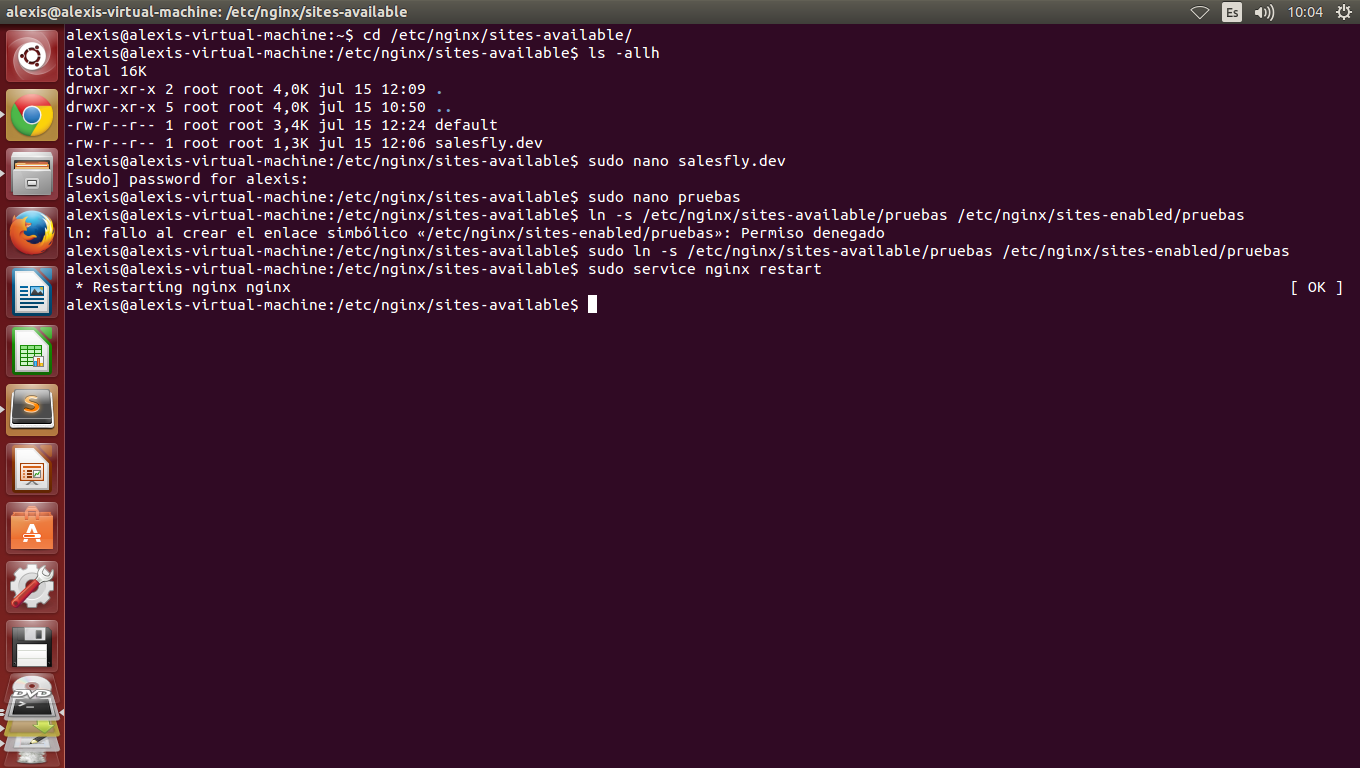 alexis@alexis-virtual-machine: /etc/nginx/sites-available
Es
10:04
alexis@alexis-virtual-machine:~$ cd /etc/nginx/sites-available/
alexis@alexis-virtual-machine:/etc/nginx/sites-available$ ls -allh
total 16K
drwxr-xr-x 2 root root 4,0K jul 15 12:09 .
drwxr-xr-x 5 root root 4,0K jul 15 10:50 ..
-rw-r--r-- 1 root root 3,4K jul 15 12:24 default
-rw-r--r-- 1 root root 1,3K jul 15 12:06 salesfly.dev
alexis@alexis-virtual-machine:/etc/nginx/sites-available$ sudo nano salesfly.dev
[sudo] password for alexis:
alexis@alexis-virtual-machine:/etc/nginx/sites-available$ sudo nano pruebas
alexis@alexis-virtual-machine:/etc/nginx/sites-available$ ln -s /etc/nginx/sites-available/pruebas /etc/nginx/sites-enabled/pruebas
ln: fallo al crear el enlace simbólico «/etc/nginx/sites-enabled/pruebas»: Permiso denegado
alexis@alexis-virtual-machine:/etc/nginx/sites-available$ sudo ln -s /etc/nginx/sites-available/pruebas /etc/nginx/sites-enabled/pruebas
alexis@alexis-virtual-machine:/etc/nginx/sites-available$ sudo service nginx restart
 * Restarting nginx nginx [ OK ]
alexis@alexis-virtual-machine:/etc/nginx/sites-available$
S
A
DVD
>_